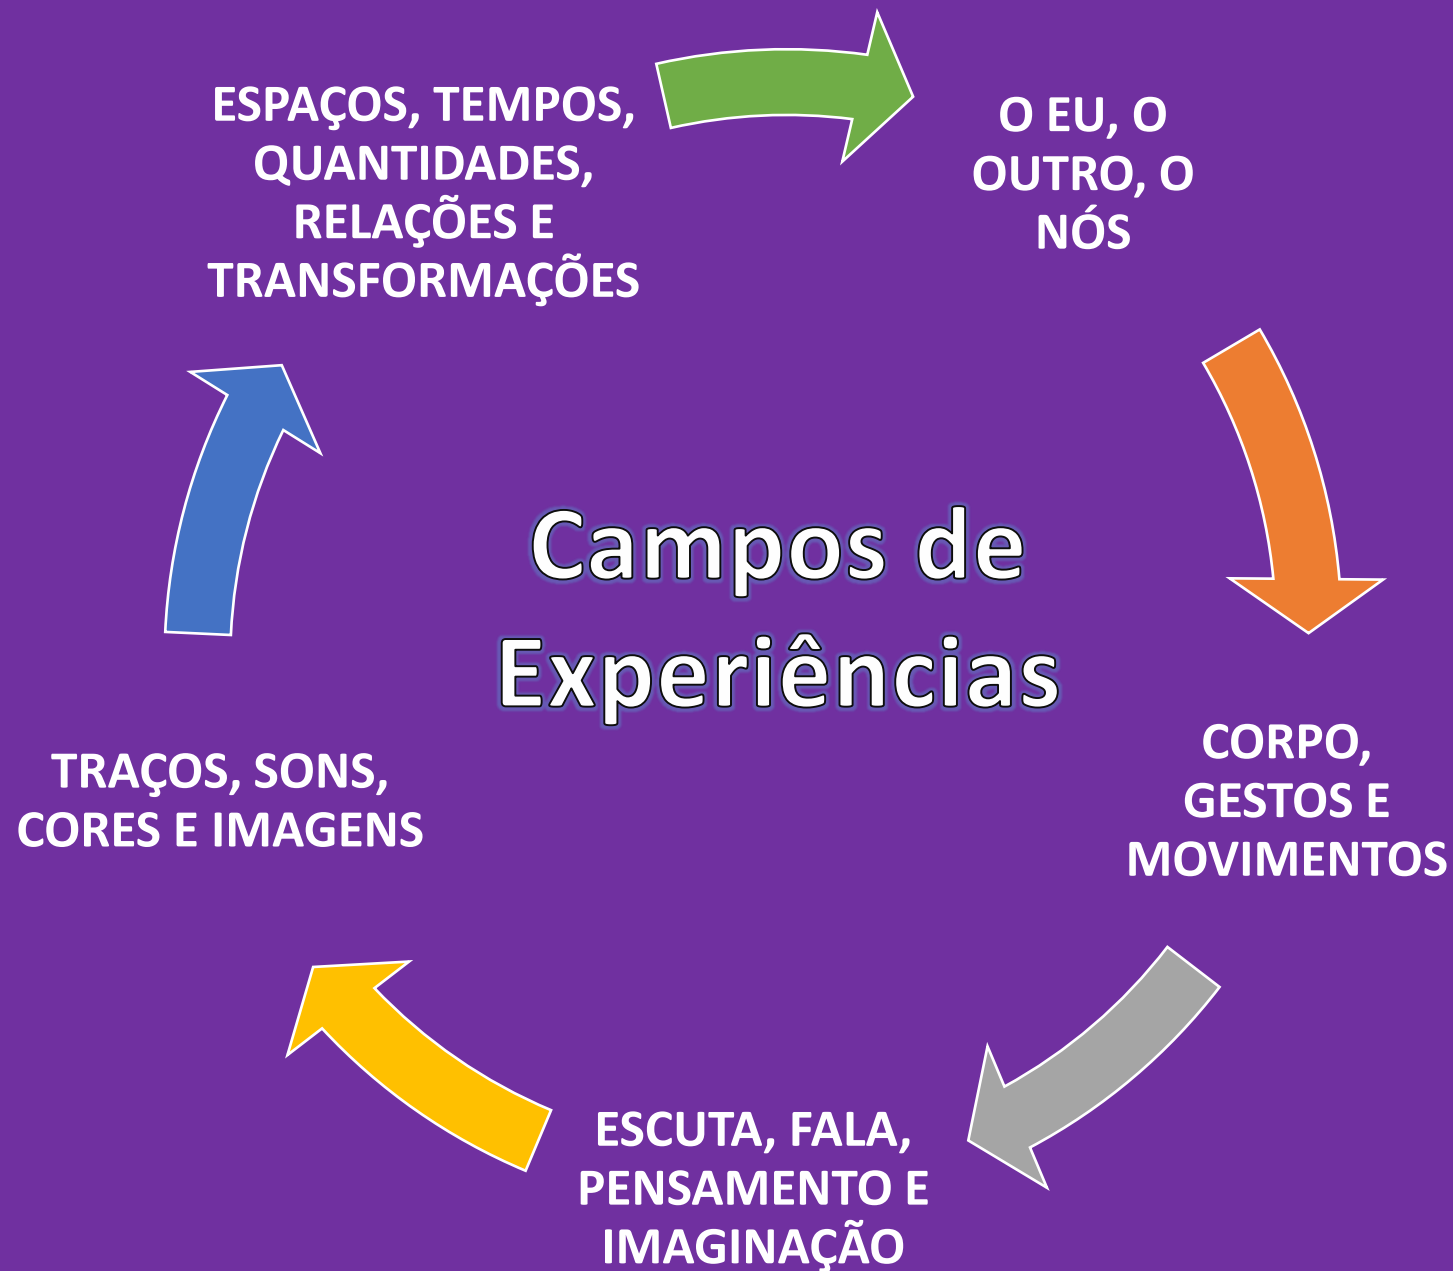 ESPAÇOS, TEMPOS,
QUANTIDADES,
RELAÇÕES E
TRANSFORMAÇÕES
O EU, O
OUTRO, O
NÓS
Campos de
Experiências
CORPO,
GESTOS E
MOVIMENTOS
TRAÇOS, SONS,
CORES E IMAGENS
ESCUTA, FALA,
PENSAMENTO E
IMAGINAÇÃO